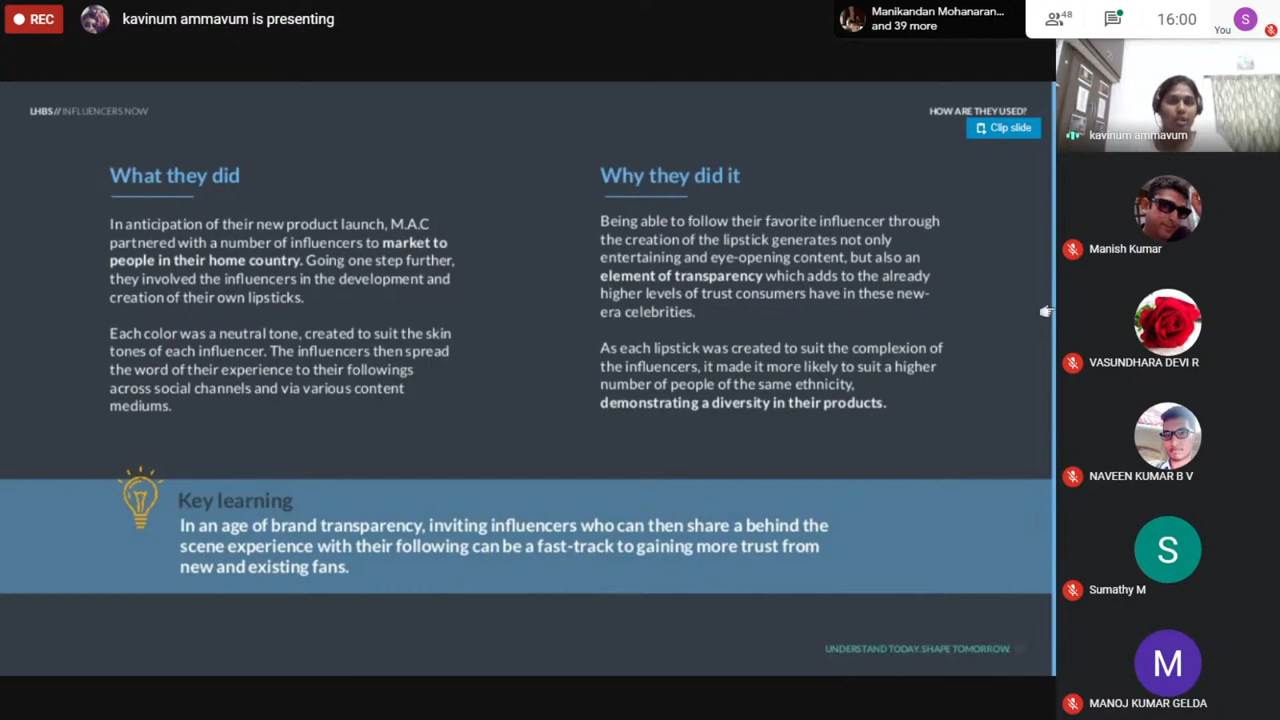 REC
kavinum ammavum is presenting
Manikandan Mohanaran...
and 39 more
48
16:00
You
S
LHBS// INFLUENCERS NOW
HOW ARE THEY USED?
Clip slide
What they did
In anticipation of their new product launch, M.A.C
partnered with a number of influencers to market to
people in their home country. Going one step further,
they involved the influencers in the development and
creation of their own lipsticks.
Each color was a neutral tone, created to suit the skin
tones of each influencer. The influencers then spread
the word of their experience to their followings
across social channels and via various content
mediums.
Why they did it
Being able to follow their favorite influencer through
the creation of the lipstick generates not only
entertaining and eye-opening content, but also an
element of transparency which adds to the already
higher levels of trust consumers have in these new-
era celebrities.
As each lipstick was created to suit the complexion of
the influencers, it made it more likely to suit a higher
number of people of the same ethnicity,
demonstrating a diversity in their products.
Key learning
In an age of brand transparency, inviting influencers who can then share a behind the
scene experience with their following can be a fast-track to gaining more trust from
new and existing fans.
UNDERSTAND TODAY. SHAPE TOMORROW.
kavinum ammavum
Manish Kumar
VASUNDHARA DEVI R
NAVEEN KUMAR B V
S
Sumathy M
M
MANOJ KUMAR GELDA